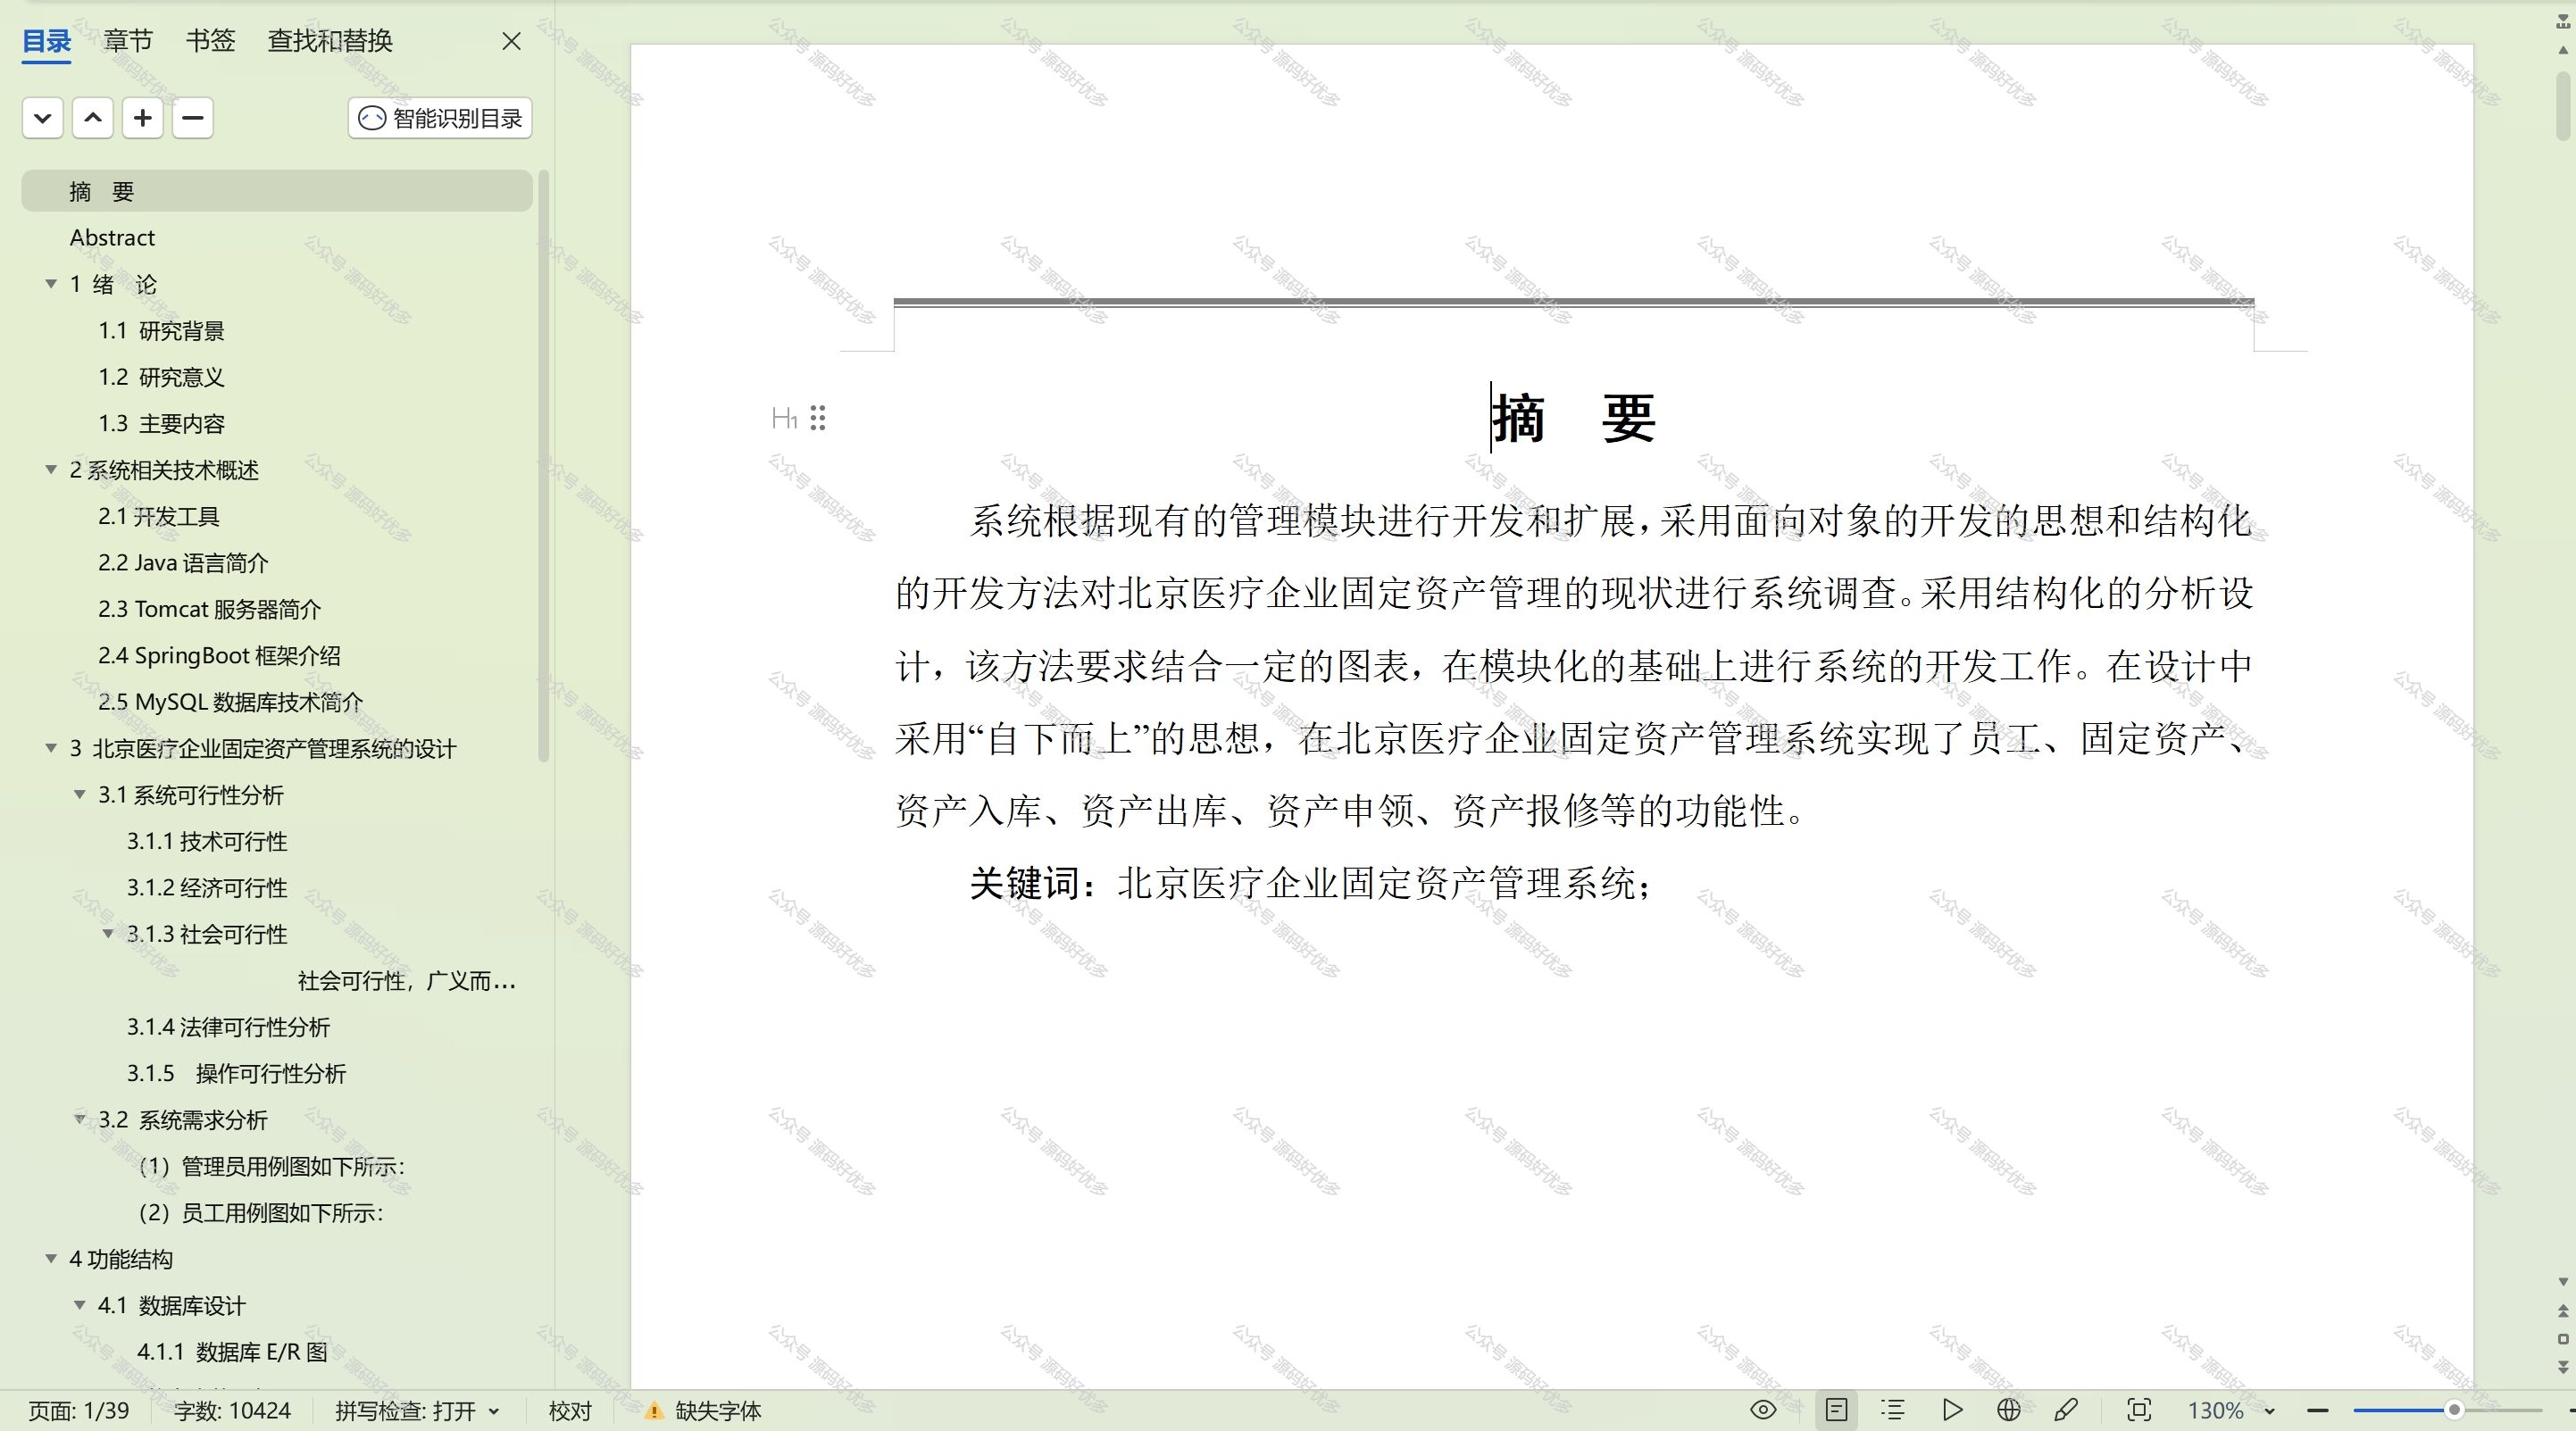 目录 章节 书签 查找和替换
智能识别目录
摘 要
Abstract
1 绪 论
1.1 研究背景
1.2 研究意义
1.3 主要内容
2 系统相关技术概述
2.1 开发工具
2.2 Java 语言简介
2.3 Tomcat 服务器简介
2.4 SpringBoot 框架介绍
2.5 MySQL 数据库技术简介
3 北京医疗企业固定资产管理系统的设计
3.1 系统可行性分析
3.1.1 技术可行性
3.1.2 经济可行性
3.1.3 社会可行性
社会可行性，广义而...
3.1.4 法律可行性分析
3.1.5 操作可行性分析
3.2 系统需求分析
（1）管理员用例图如下所示：
（2）员工用例图如下所示：
4 功能结构
4.1 数据库设计
4.1.1 数据库 E/R 图
H1
摘 要
系统根据现有的管理模块进行开发和扩展，采用面向对象的开发的思想和结构化
的开发方法对北京医疗企业固定资产管理的现状进行系统调查。采用结构化的分析设
计，该方法要求结合一定的图表，在模块化的基础上进行系统的开发工作。在设计中
采用“自下而上”的思想，在北京医疗企业固定资产管理系统实现了员工、固定资产、
资产入库、资产出库、资产申领、资产报修等的功能性。
关键词：北京医疗企业固定资产管理系统；
公众号 源码好优多
页面: 1/39 字数: 10424 拼写检查: 打开 校对 缺失字体 130%